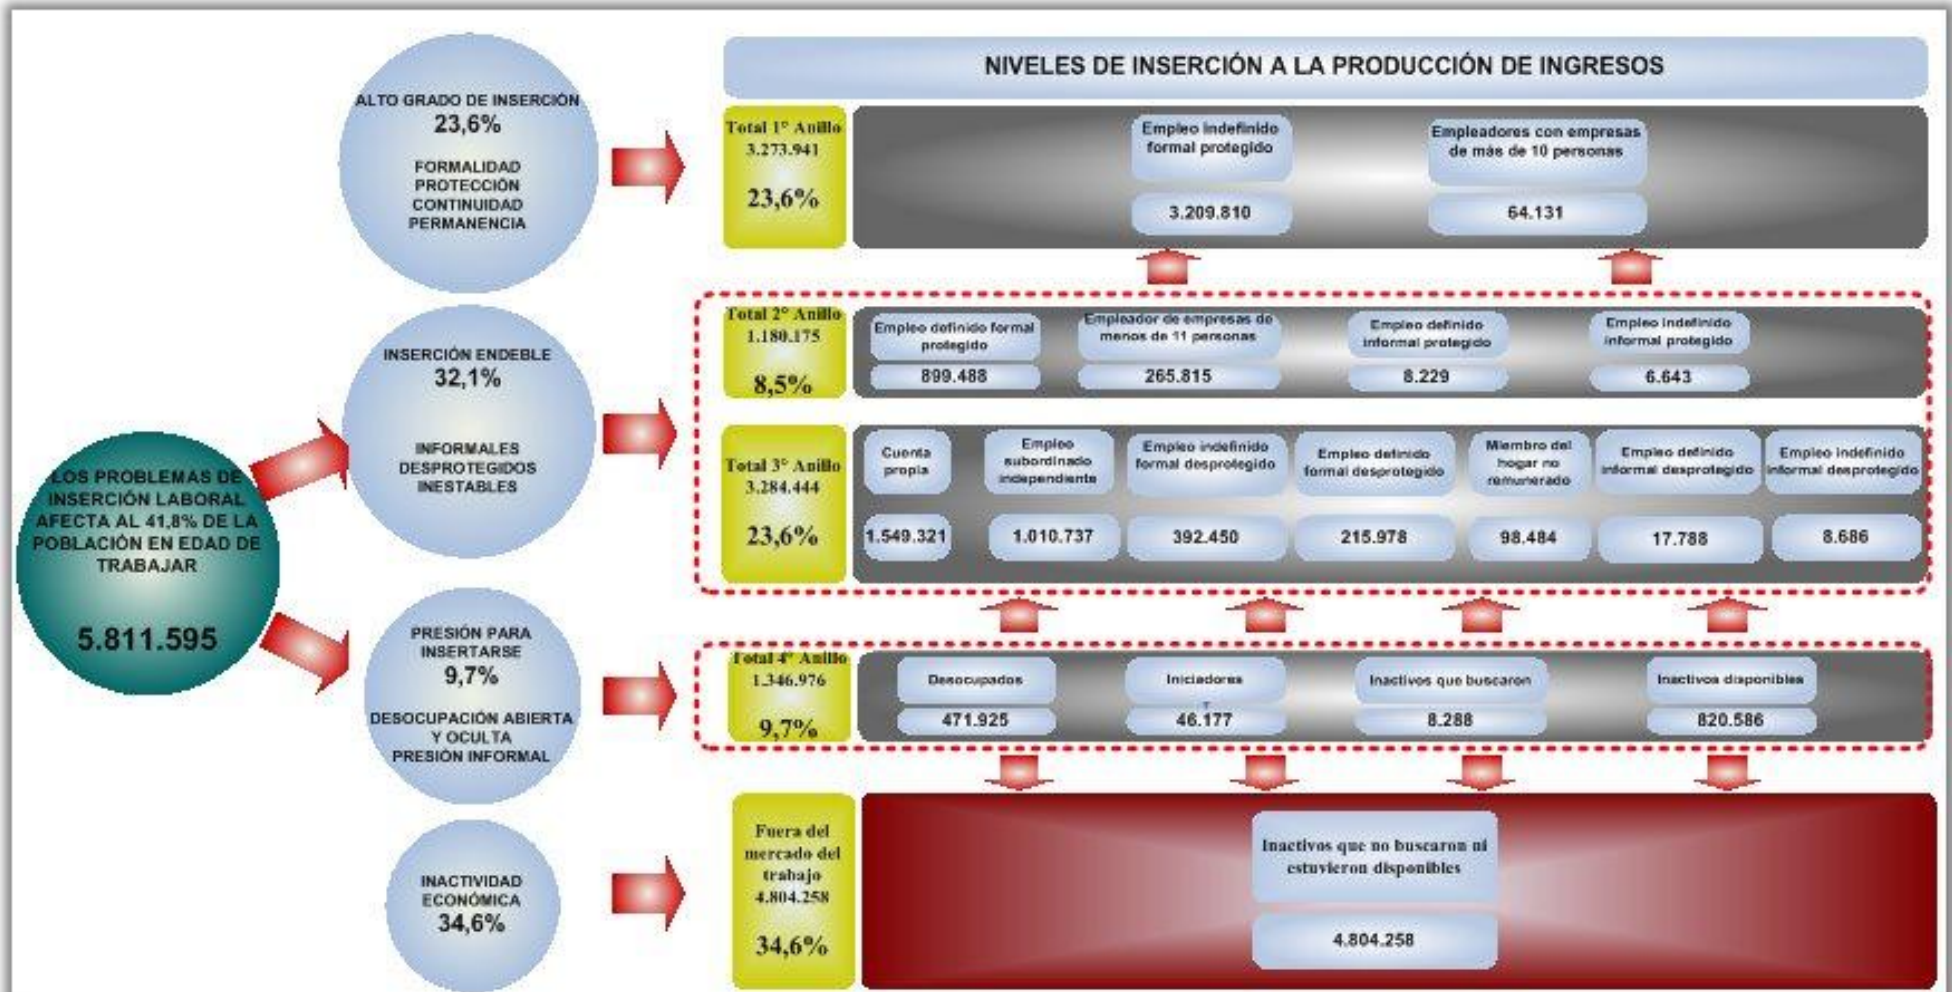 NIVELES DE INSERCIÓN A LA PRODUCCIÓN DE INGRESOS
ALTO GRADO DE INSERCIÓN
23,6%
FORMALIDAD
PROTECCIÓN
CONTINUIDAD
PERMANENCIA
Total 1° Anillo
3.273.941
23,6%
Empleo indefinido
formal protegido
3.209.810
Empleadores con empresas
de más de 10 personas
64.131
LOS PROBLEMAS DE
INSERCIÓN LABORAL
AFECTA AL 41,8% DE LA
POBLACIÓN EN EDAD DE
TRABAJAR
5.811.595
INSERCIÓN ENDEBLE
32,1%
INFORMALES
DESPROTEGIDOS
INESTABLES
Total 2° Anillo
1.180.175
8,5%
Empleo definido formal
protegido
899.488
Empleador de empresas de
menos de 11 personas
265.815
Empleo definido
informal protegido
8.229
Empleo indefinido
informal protegido
6.643
Total 3° Anillo
3.284.444
23,6%
Cuenta
propia
1.549.321
Empleo
subordinado
independiente
1.010.737
Empleo indefinido
formal desprotegido
392.450
Empleo definido
formal desprotegido
215.978
Miembro del
hogar no
remunerado
98.484
Empleo definido
informal desprotegido
17.788
Empleo indefinido
informal desprotegido
8.686
PRESIÓN PARA
INSERTARSE
9,7%
DESOCUPACIÓN ABIERTA
Y OCULTA
PRESIÓN INFORMAL
Total 4° Anillo
1.346.976
9,7%
Desocupados
471.925
Iniciadores
46.177
Inactivos que buscaron
8.288
Inactivos disponibles
820.586
INACTIVIDAD
ECONÓMICA
34,6%
Fuera del
mercado del
trabajo
4.804.258
34,6%
Inactivos que no buscaron ni
estuvieron disponibles
4.804.258